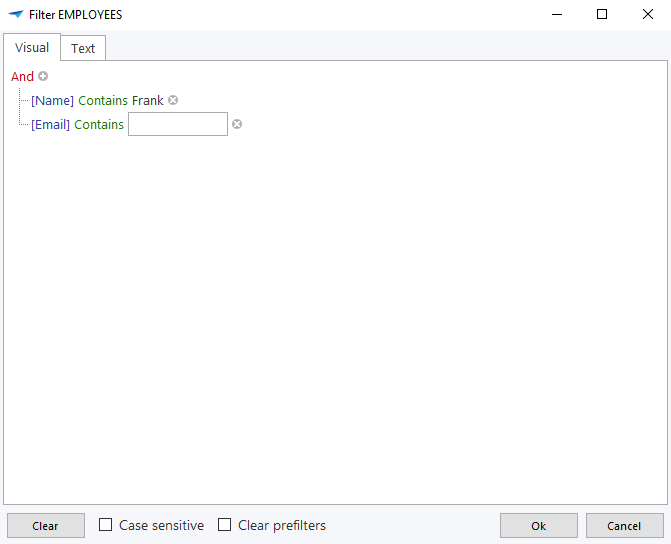 Filter EMPLOYEES
Visual Text
And
[Name] Contains Frank
[Email] Contains
Clear Case sensitive Clear prefilters Ok Cancel